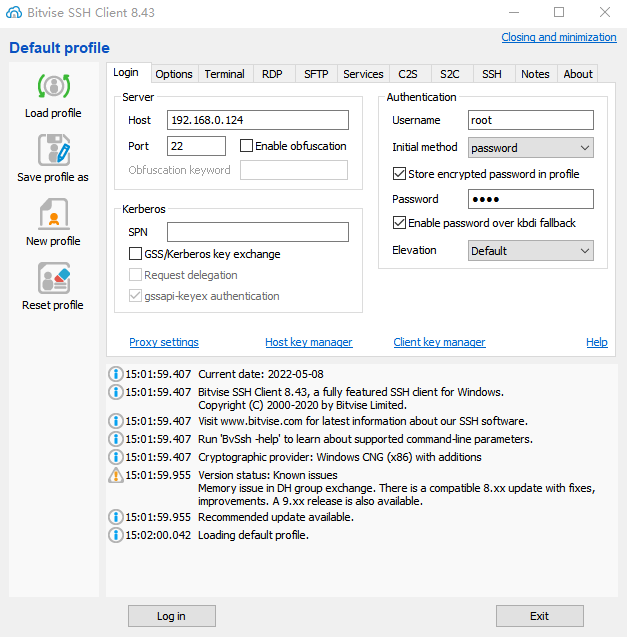 Bitvise SSH Client 8.43
Default profile
Closing and minimization
Load profile
Save profile as
New profile
Reset profile
Login Options Terminal RDP SFTP Services C2S S2C SSH Notes About
Server
Host 192.168.0.124
Port 22 Enable obfuscation
Obfuscation keyword
Kerberos
SPN
GSS/Kerberos key exchange
Request delegation
gssapi-keyex authentication
Authentication
Username root
Initial method password
Store encrypted password in profile
Password ●●●●
Enable password over kbdi fallback
Elevation Default
Proxy settings Host key manager Client key manager Help
15:01:59.407 Current date: 2022-05-08
15:01:59.407 Bitvise SSH Client 8.43, a fully featured SSH client for Windows.
Copyright (C) 2000-2020 by Bitvise Limited.
15:01:59.407 Visit www.bitvise.com for latest information about our SSH software.
15:01:59.407 Run 'BvSsh -help' to learn about supported command-line parameters.
15:01:59.407 Cryptographic provider: Windows CNG (x86) with additions
15:01:59.955 Version status: Known issues
Memory issue in DH group exchange. There is a compatible 8.xx update with fixes,
improvements. A 9.xx release is also available.
15:01:59.955 Recommended update available.
15:02:00.042 Loading default profile.
Log in Exit